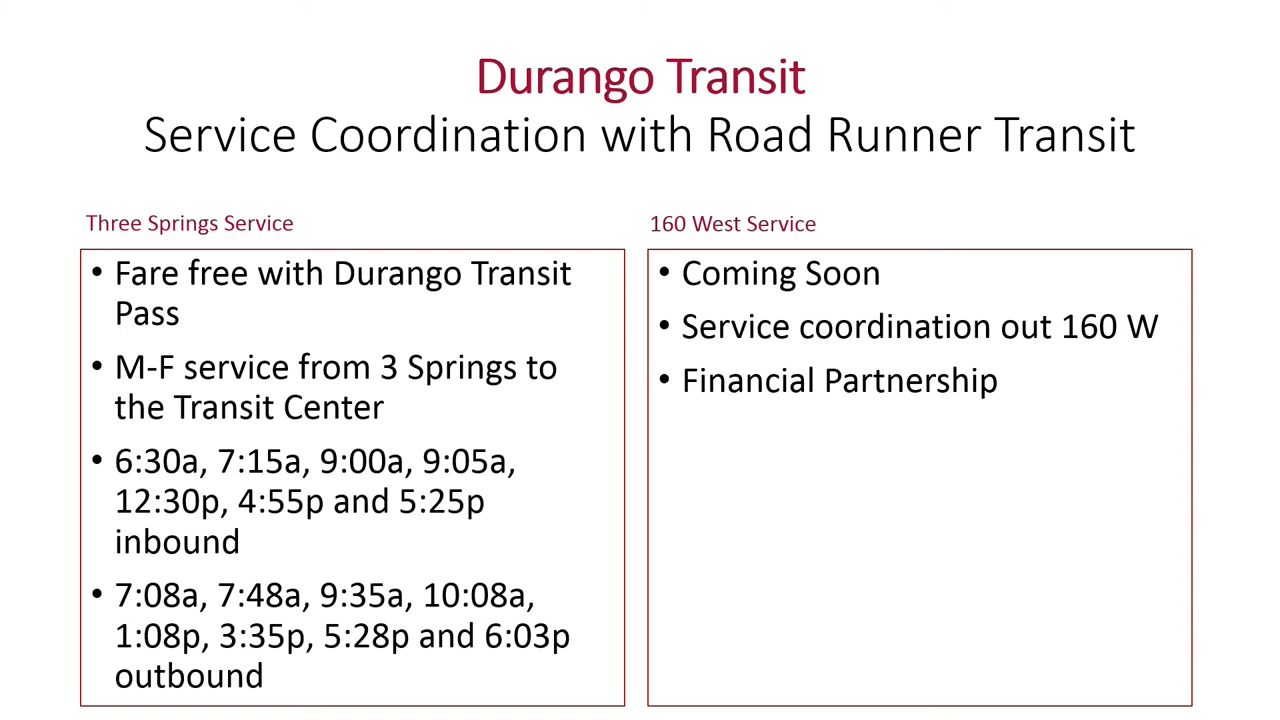 Durango Transit
Service Coordination with Road Runner Transit
Three Springs Service
• Fare free with Durango Transit
Pass
• M-F service from 3 Springs to
the Transit Center
• 6:30a, 7:15a, 9:00a, 9:05a,
12:30p, 4:55p and 5:25p
inbound
• 7:08a, 7:48a, 9:35a, 10:08a,
1:08p, 3:35p, 5:28p and 6:03p
outbound
160 West Service
• Coming Soon
• Service coordination out 160 W
• Financial Partnership